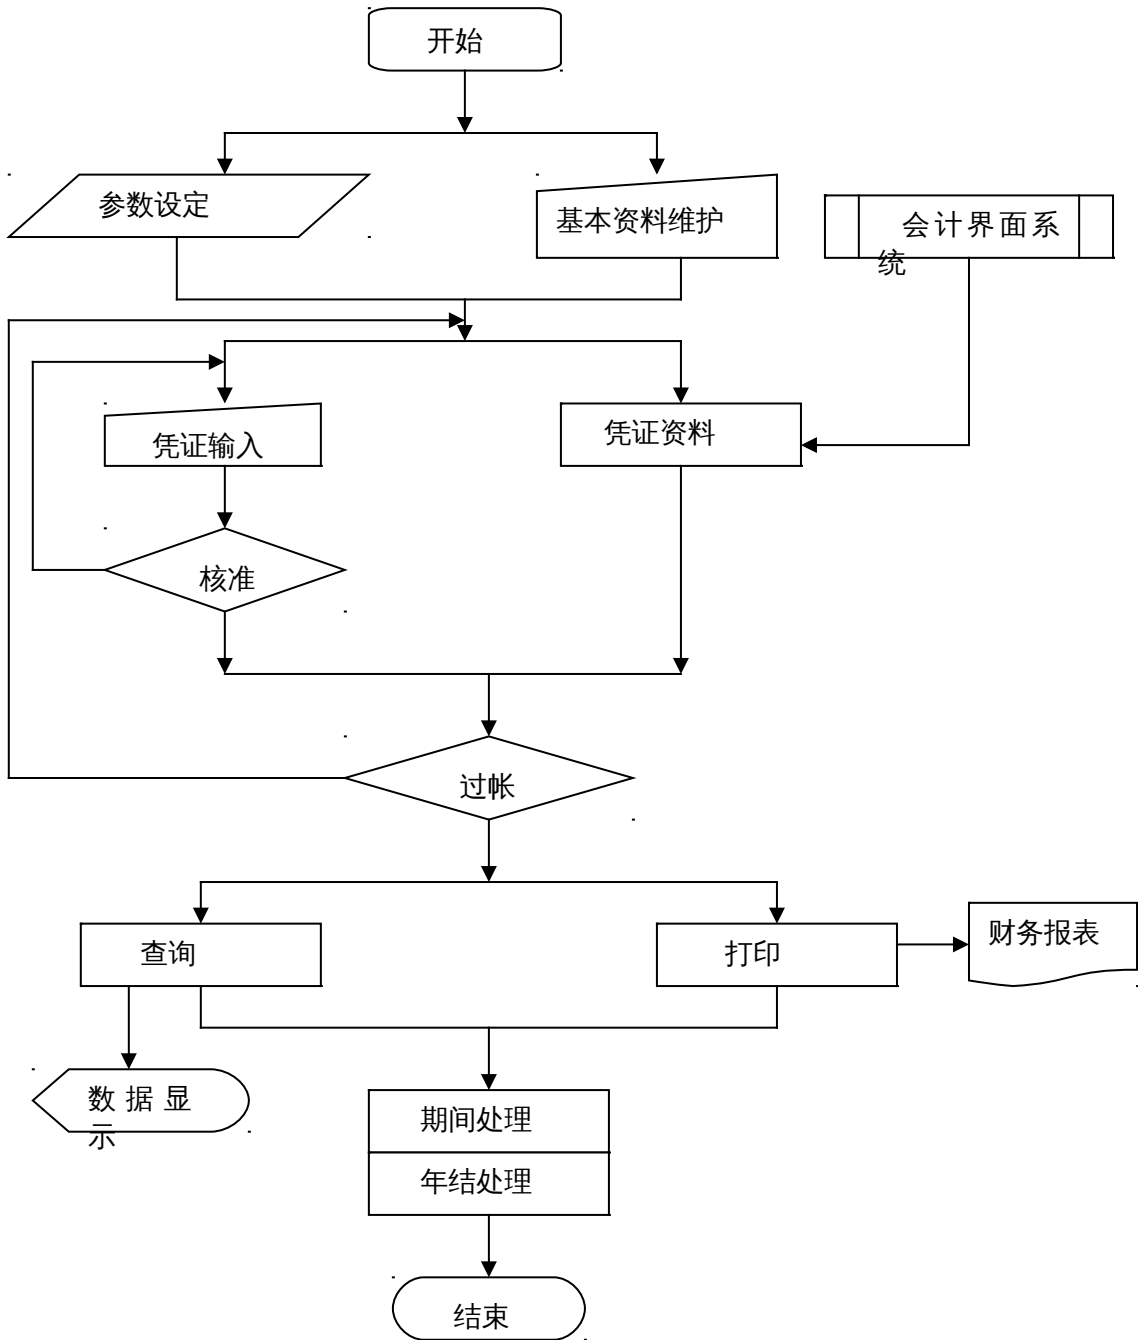 开始
参数设定
基本资料维护
会计界面系
统
凭证输入
凭证资料
核准
过帐
查询
打印
财务报表
数据显
示
期间处理
年结处理
结束